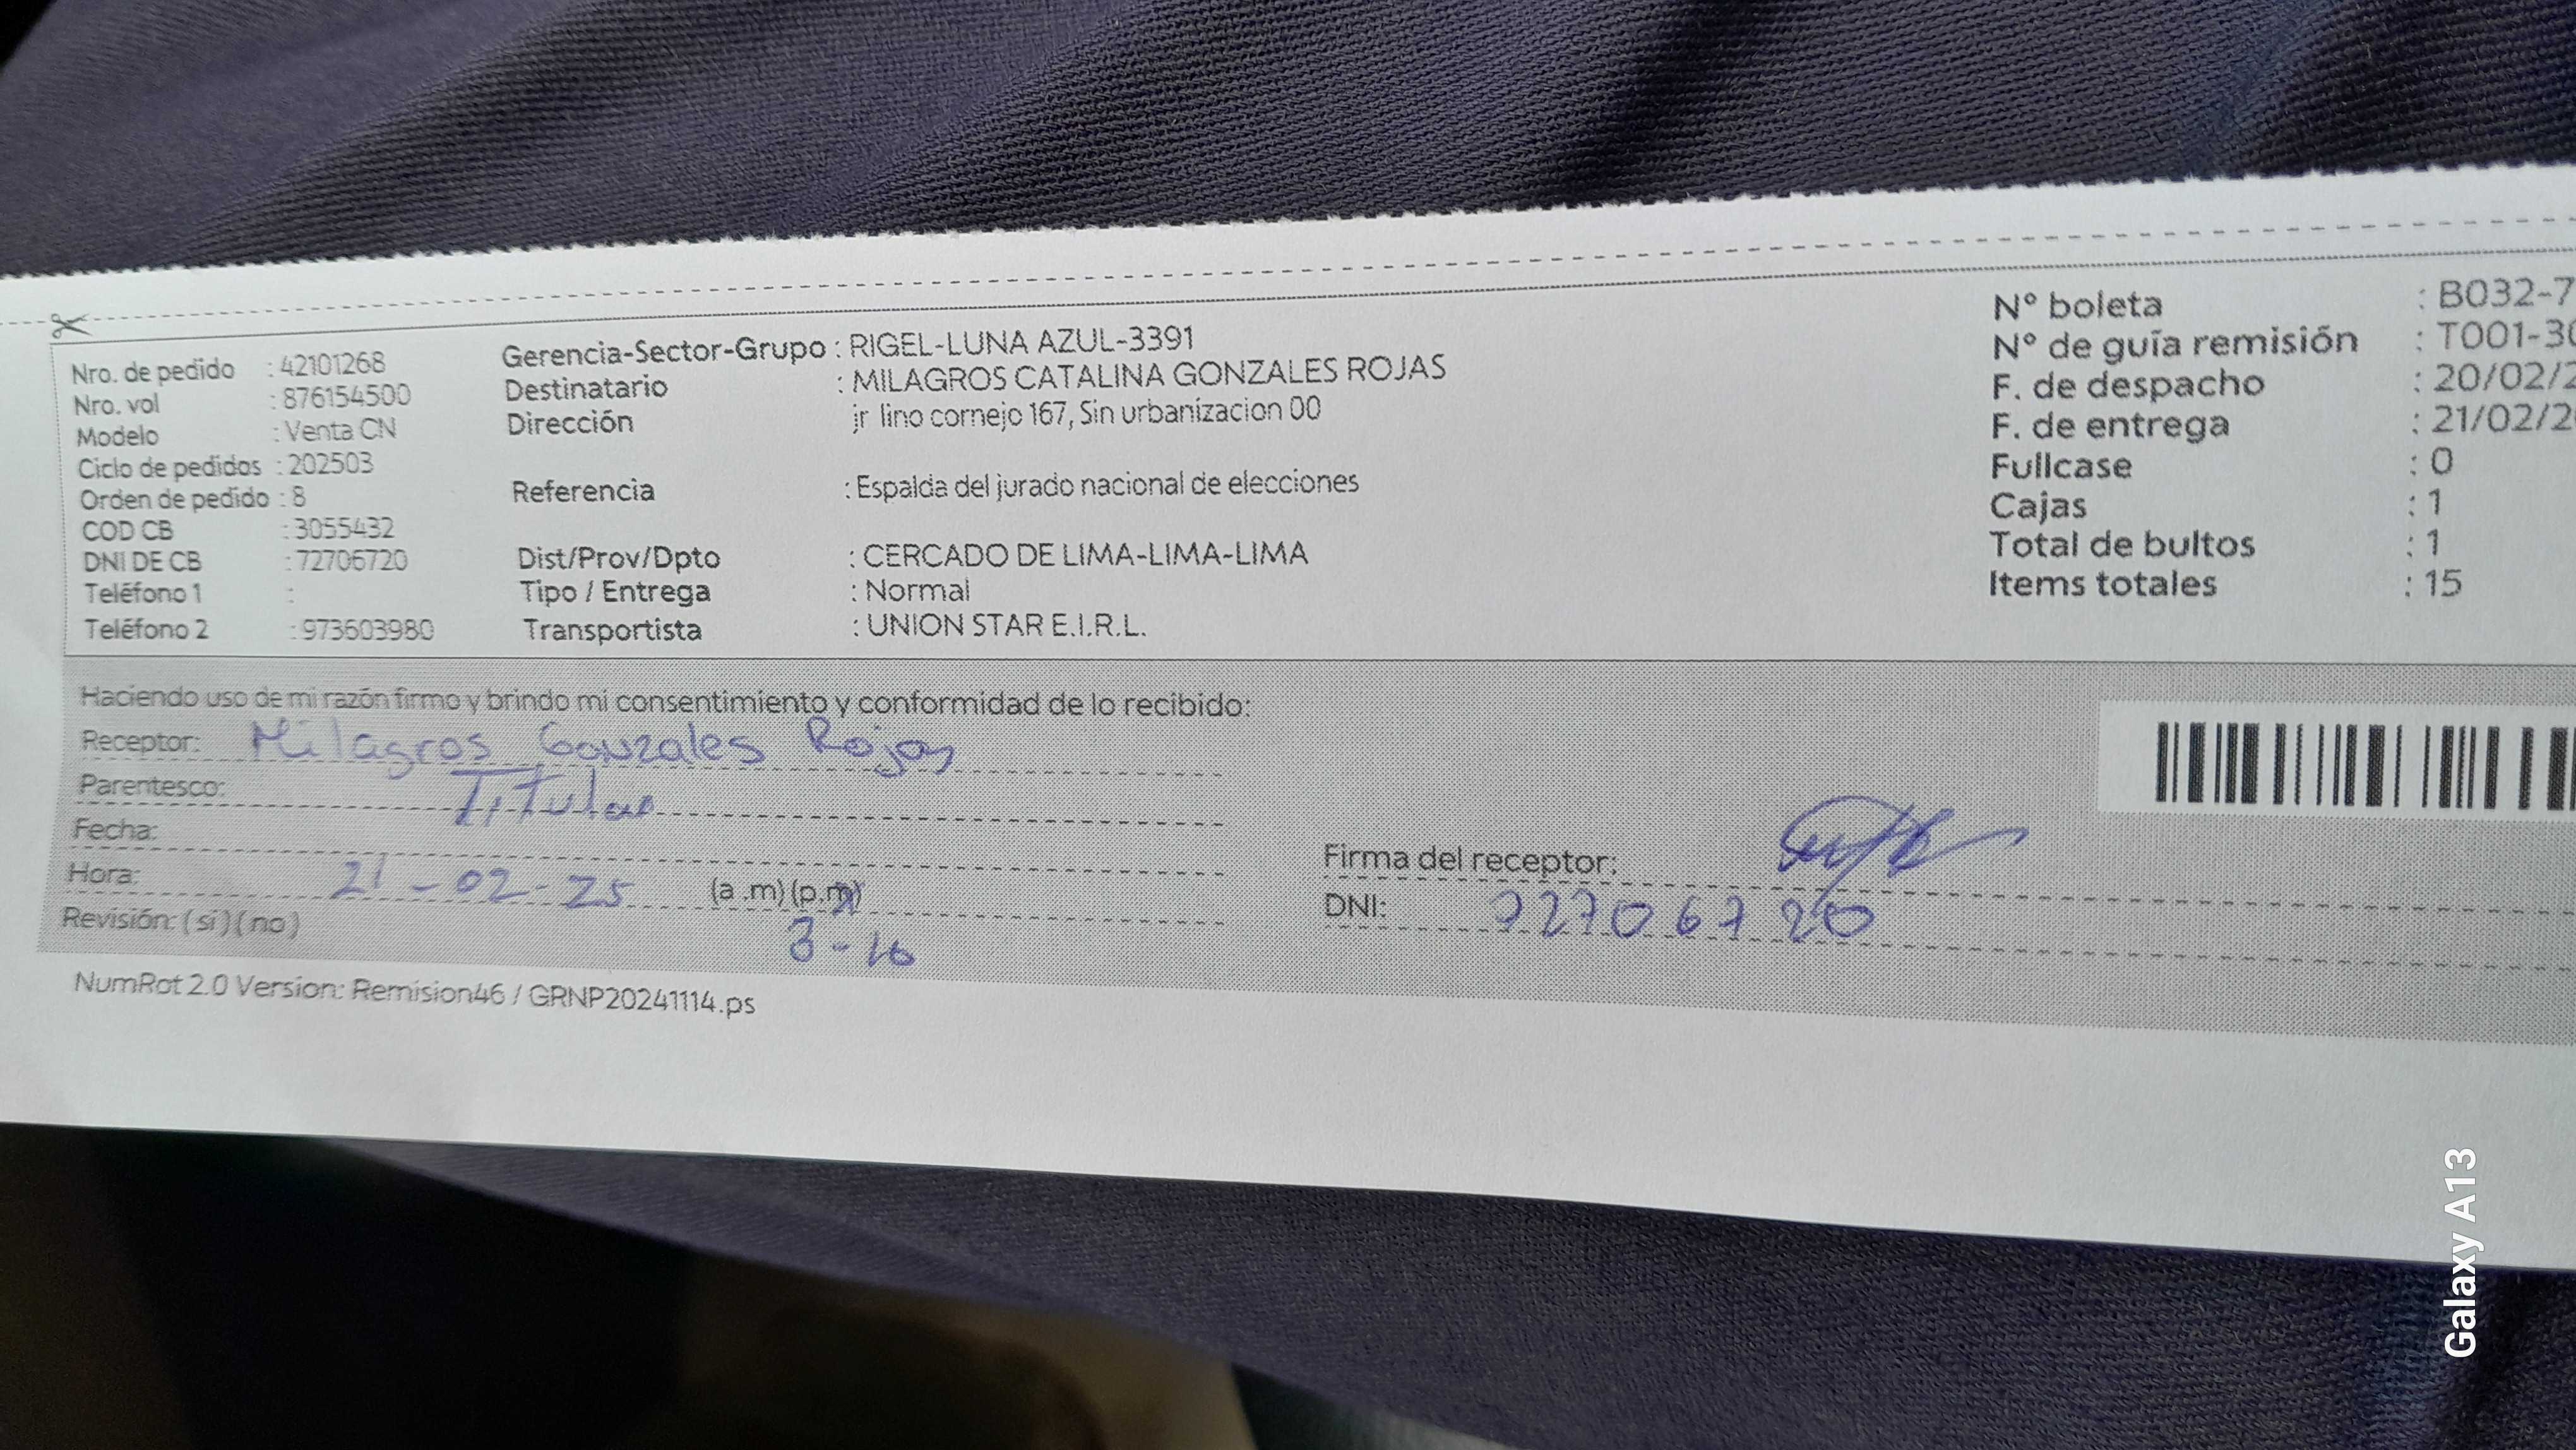 Nro. de pedido : 42101268
Nro. vol : 876154500
Modelo : Venta CN
Ciclo de pedidos : 202503
Orden de pedido : 8
COD CB : 3055432
DNI DE CB : 72706720
Teléfono 1 :
Teléfono 2 : 973603980
Gerencia-Sector-Grupo : RIGEL-LUNA AZUL-3391
Destinatario : MILAGROS CATALINA GONZALES ROJAS
Dirección jr lino cornejo 167, Sin urbanizacion 00
Referencia : Espalda del jurado nacional de elecciones
Dist/Prov/Dpto : CERCADO DE LIMA-LIMA-LIMA
Tipo / Entrega : Normal
Transportista : UNION STAR E.I.R.L.
N° boleta : B032-7
N° de guía remisión : T001-30
F. de despacho : 20/02/2
F. de entrega : 21/02/20
Fullcase : 0
Cajas : 1
Total de bultos : 1
Items totales : 15
Haciendo uso de mi razón firmo y brindo mi consentimiento y conformidad de lo recibido:
Receptor: Milagros Gonzales Rojas
Parentesco: Titular
Fecha:
Hora: 21-02-25 (a .m) (p.m)
3-16
Revisión: (si) (no)
Firma del receptor:
DNI: 72706720
NumRot 2.0 Version: Remision46 / GRNP20241114.ps
Galaxy A13